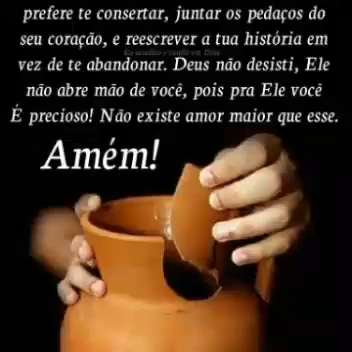 prefere te consertar, juntar os pedaços do
seu coração, e reescrever a tua história em
vez de te abandonar. Deus não desisti, Ele
não abre mão de você, pois pra Ele você
É precioso! Não existe amor maior que esse.
Amém!